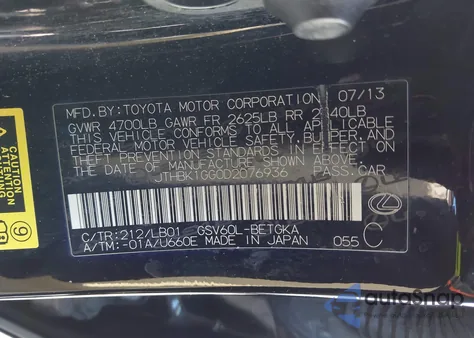 MFD. BY: TOYOTA MOTOR CORPORATION 07/13
GVWR 4700LB GAWR FR 2625LB RR 2340LB
THIS VEHICLE CONFORMS TO ALL APPLICABLE
FEDERAL MOTOR VEHICLE SAFETY, BUMPER, AND
THEFT PREVENTION STANDARDS IN EFFECT ON
THE DATE OF MANUFACTURE SHOWN ABOVE.
JTHBK1GG0D2076936 PASS.CAR
C/TR:212/LB01 GSV60L-BETGKA
A/TM:-01A/U660E MADE IN JAPAN 055 C
9
autoSnap